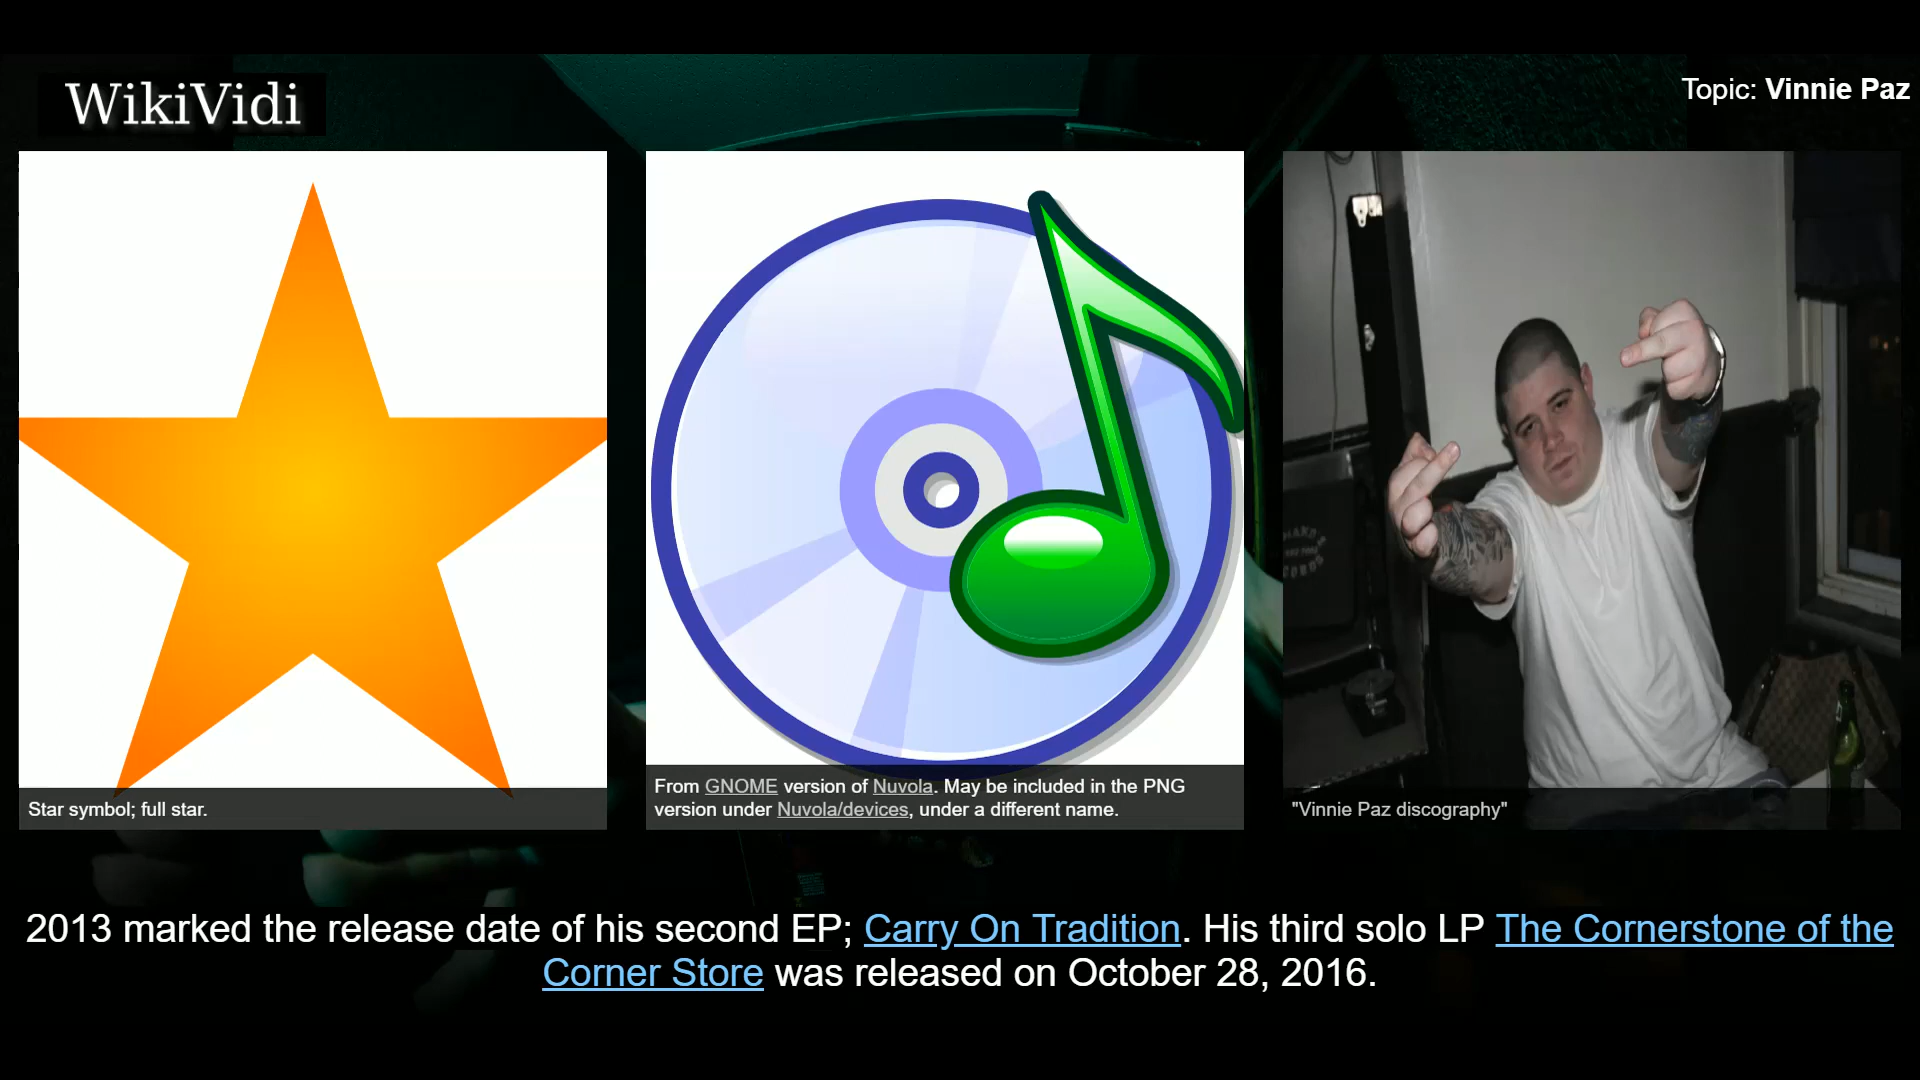 WikiVidi
Topic: Vinnie Paz
Star symbol; full star.
From GNOME version of Nuvola. May be included in the PNG
version under Nuvola/devices, under a different name.
"Vinnie Paz discography"
2013 marked the release date of his second EP; Carry On Tradition. His third solo LP The Cornerstone of the
Corner Store was released on October 28, 2016.